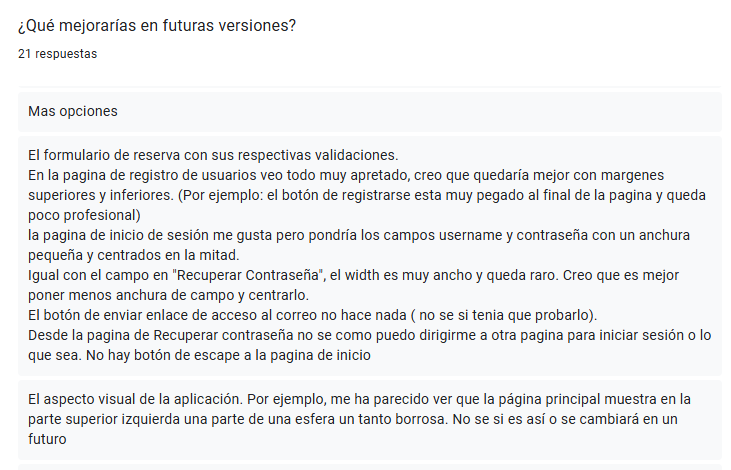 ¿Qué mejorarías en futuras versiones?
21 respuestas
Mas opciones
El formulario de reserva con sus respectivas validaciones.
En la pagina de registro de usuarios veo todo muy apretado, creo que quedaría mejor con margenes
superiores y inferiores. (Por ejemplo: el botón de registrarse esta muy pegado al final de la pagina y queda
poco profesional)
la pagina de inicio de sesión me gusta pero pondría los campos username y contraseña con un anchura
pequeña y centrados en la mitad.
Igual con el campo en "Recuperar Contraseña", el width es muy ancho y queda raro. Creo que es mejor
poner menos anchura de campo y centrarlo.
El botón de enviar enlace de acceso al correo no hace nada ( no se si tenia que probarlo).
Desde la pagina de Recuperar contraseña no se como puedo dirigirme a otra pagina para iniciar sesión o lo
que sea. No hay botón de escape a la pagina de inicio
El aspecto visual de la aplicación. Por ejemplo, me ha parecido ver que la página principal muestra en la
parte superior izquierda una parte de una esfera un tanto borrosa. No se si es así o se cambiará en un
futuro